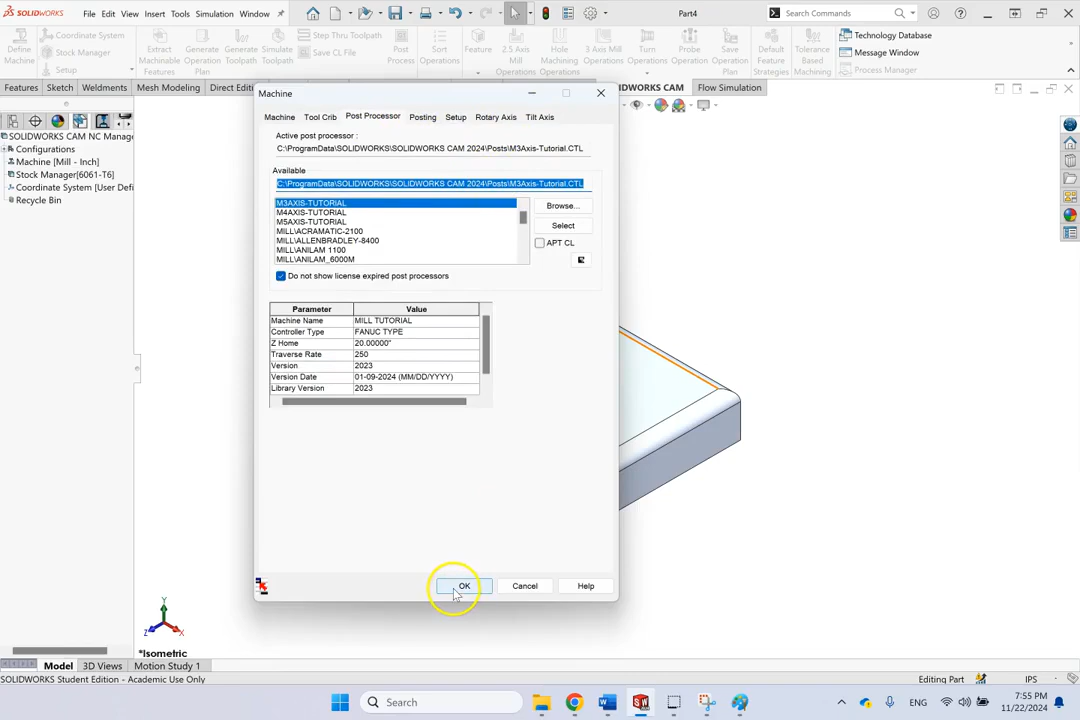 SOLIDWORKS File Edit View Insert Tools Simulation Window Part4 Search Commands
Define Machine Coordinate System Stock Manager Setup Extract Machinable Features Generate Operation Plan Generate Toolpath Simulate Toolpath Step Thru Toolpath Save CL File Post Process Sort Operations Feature 2.5 Axis Mill Operations Hole Machining Operations 3 Axis Mill Operations Turn Operations Probe Operations Save Operation Plan Default Feature Strategies Tolerance Based Machining Technology Database Message Window Process Manager
Features Sketch Weldments Mesh Modeling Direct Editi OLIDWORKS CAM Flow Simulation
Machine
Machine Tool Crib Post Processor Posting Setup Rotary Axis Tilt Axis
Active post processor :
C:\ProgramData\SOLIDWORKS\SOLIDWORKS CAM 2024\Posts\M3Axis-Tutorial.CTL
Available
C:\ProgramData\SOLIDWORKS\SOLIDWORKS CAM 2024\Posts\M3Axis-Tutorial.CTL
M3AXIS-TUTORIAL
M4AXIS-TUTORIAL
M5AXIS-TUTORIAL
MILL\ACRAMATIC-2100
MILL\ALLENBRADLEY-8400
MILL\ANILAM 1100
MILL\ANILAM_6000M
Browse...
Select
APT CL
Do not show license expired post processors
Parameter Value
Machine Name MILL TUTORIAL
Controller Type FANUC TYPE
Z Home 20.00000"
Traverse Rate 250
Version 2023
Version Date 01-09-2024 (MM/DD/YYYY)
Library Version 2023
OK Cancel Help
SOLIDWORKS CAM NC Manage
Configurations
Machine [Mill - Inch]
Stock Manager[6061-T6]
Coordinate System [User Defi
Recycle Bin
Y
Z X
*Isometric
Model 3D Views Motion Study 1
SOLIDWORKS Student Edition - Academic Use Only Editing Part IPS
Search ENG 7:55 PM
11/22/2024